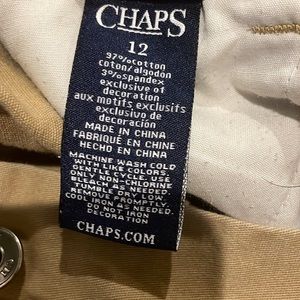 CHAPS
12
97%cotton
coton/algodon
3%spandex
exclusive of
decoration
aux motifs exclusifs
exclusivo de
decoración
MADE IN CHINA
FABRIQUÉ EN CHINE
HECHO EN CHINA
MACHINE WASH COLD
WITH LIKE COLORS.
GENTLE CYCLE. USE
ONLY NON-CHLORINE
BLEACH AS NEEDED.
TUMBLE DRY LOW.
REMOVE PROMPTLY.
COOL IRON AS NEEDED.
DO NOT IRON
DECORATION
CHAPS.COM